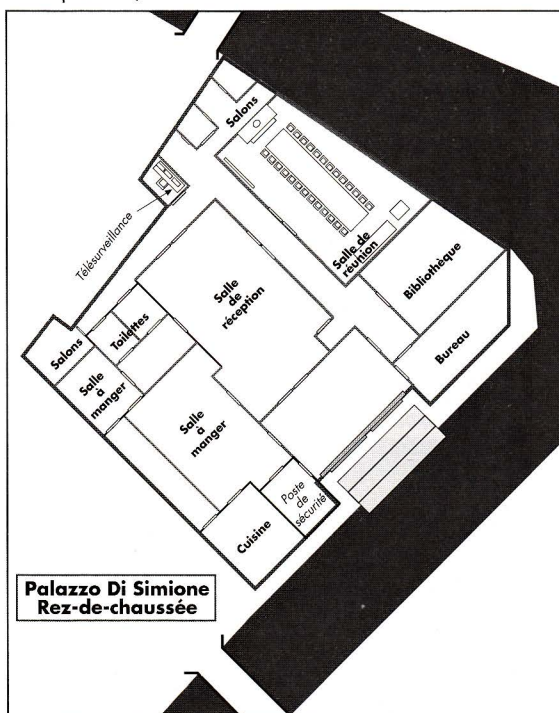 Salons
Télésurveillance
Salle de
réunion
Bibliothèque
Bureau
Salle
de
réception
Toilettes
Salons
Salle
à
manger
Salle
à
manger
Poste
de
sécurité
Cuisine
Palazzo Di Simione
Rez-de-chaussée